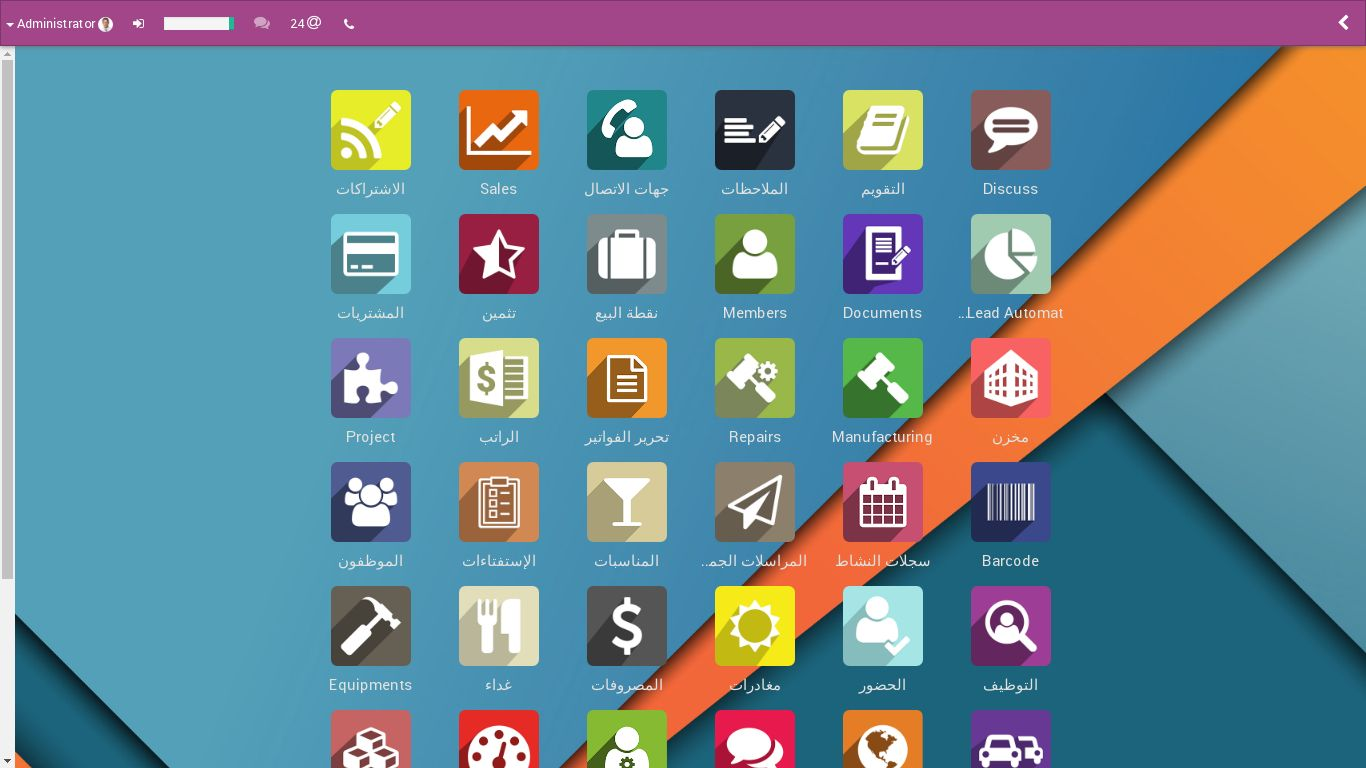 Administrator
24
Discuss
التقويم
الملاحظات
جهات الاتصال
Sales
الاشتراكات
Lead Automat...
Documents
Members
نقطة البيع
تثمين
المشتريات
مخزن
Manufacturing
Repairs
تحرير الفواتير
الراتب
Project
Barcode
سجلات النشاط
المراسلات الجم...
المناسبات
الإستفتاءات
الموظفون
التوظيف
الحضور
مغادرات
المصروفات
غداء
Equipments